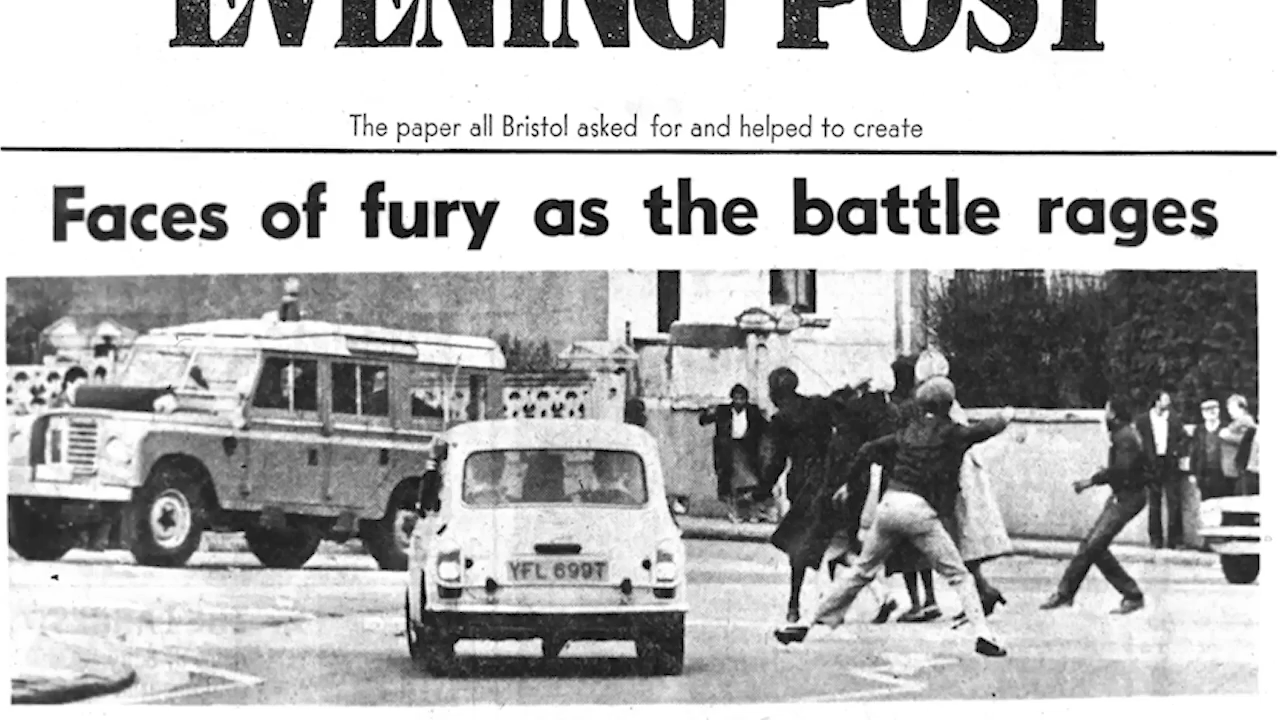 EVENING POST
The paper all Bristol asked for and helped to create
Faces of fury as the battle rages
YFL 699T